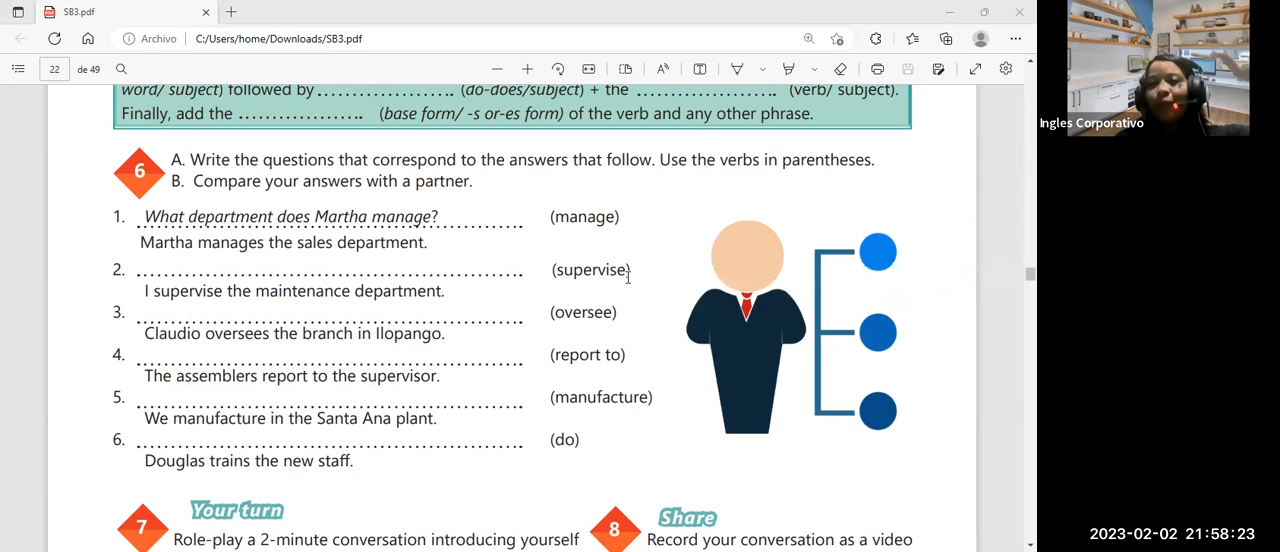 SB3.pdf
Archivo C:/Users/home/Downloads/SB3.pdf
22 de 49
word/ subject) followed by ...................... (do-does/subject) + the ...................... (verb/ subject).
Finally, add the .................... (base form/ -s or-es form) of the verb and any other phrase.
6
A. Write the questions that correspond to the answers that follow. Use the verbs in parentheses.
B. Compare your answers with a partner.
1. What department does Martha manage? (manage)
Martha manages the sales department.
2. (supervise)
I supervise the maintenance department.
3. (oversee)
Claudio oversees the branch in Ilopango.
4. (report to)
The assemblers report to the supervisor.
5. (manufacture)
We manufacture in the Santa Ana plant.
6. (do)
Douglas trains the new staff.
7 Your turn
Role-play a 2-minute conversation introducing yourself
8 Share
Record your conversation as a video
Ingles Corporativo
2023-02-02 21:58:23